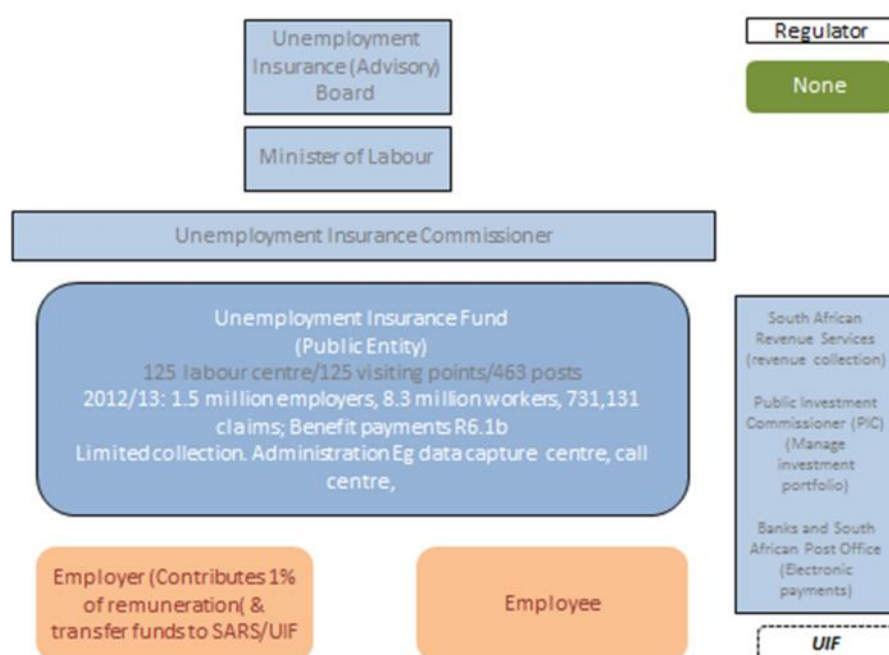 Unemployment
Insurance (Advisory)
Board
Regulator
None
Minister of Labour
Unemployment Insurance Commissioner
Unemployment Insurance Fund
(Public Entity)
125 labour centre/125 visiting points/463 posts
2012/13: 1.5 million employers, 8.3 million workers, 731,131
claims; Benefit payments R6.1b
Limited collection. Administration Eg data capture centre, call
centre,
South African
Revenue Services
(revenue collection)
Public Investment
Commissioner (PIC)
(Manage
investment
portfolio)
Banks and South
African Post Office
(Electronic
payments)
Employer (Contributes 1%
of remuneration( &
transfer funds to SARS/UIF
Employee
UIF